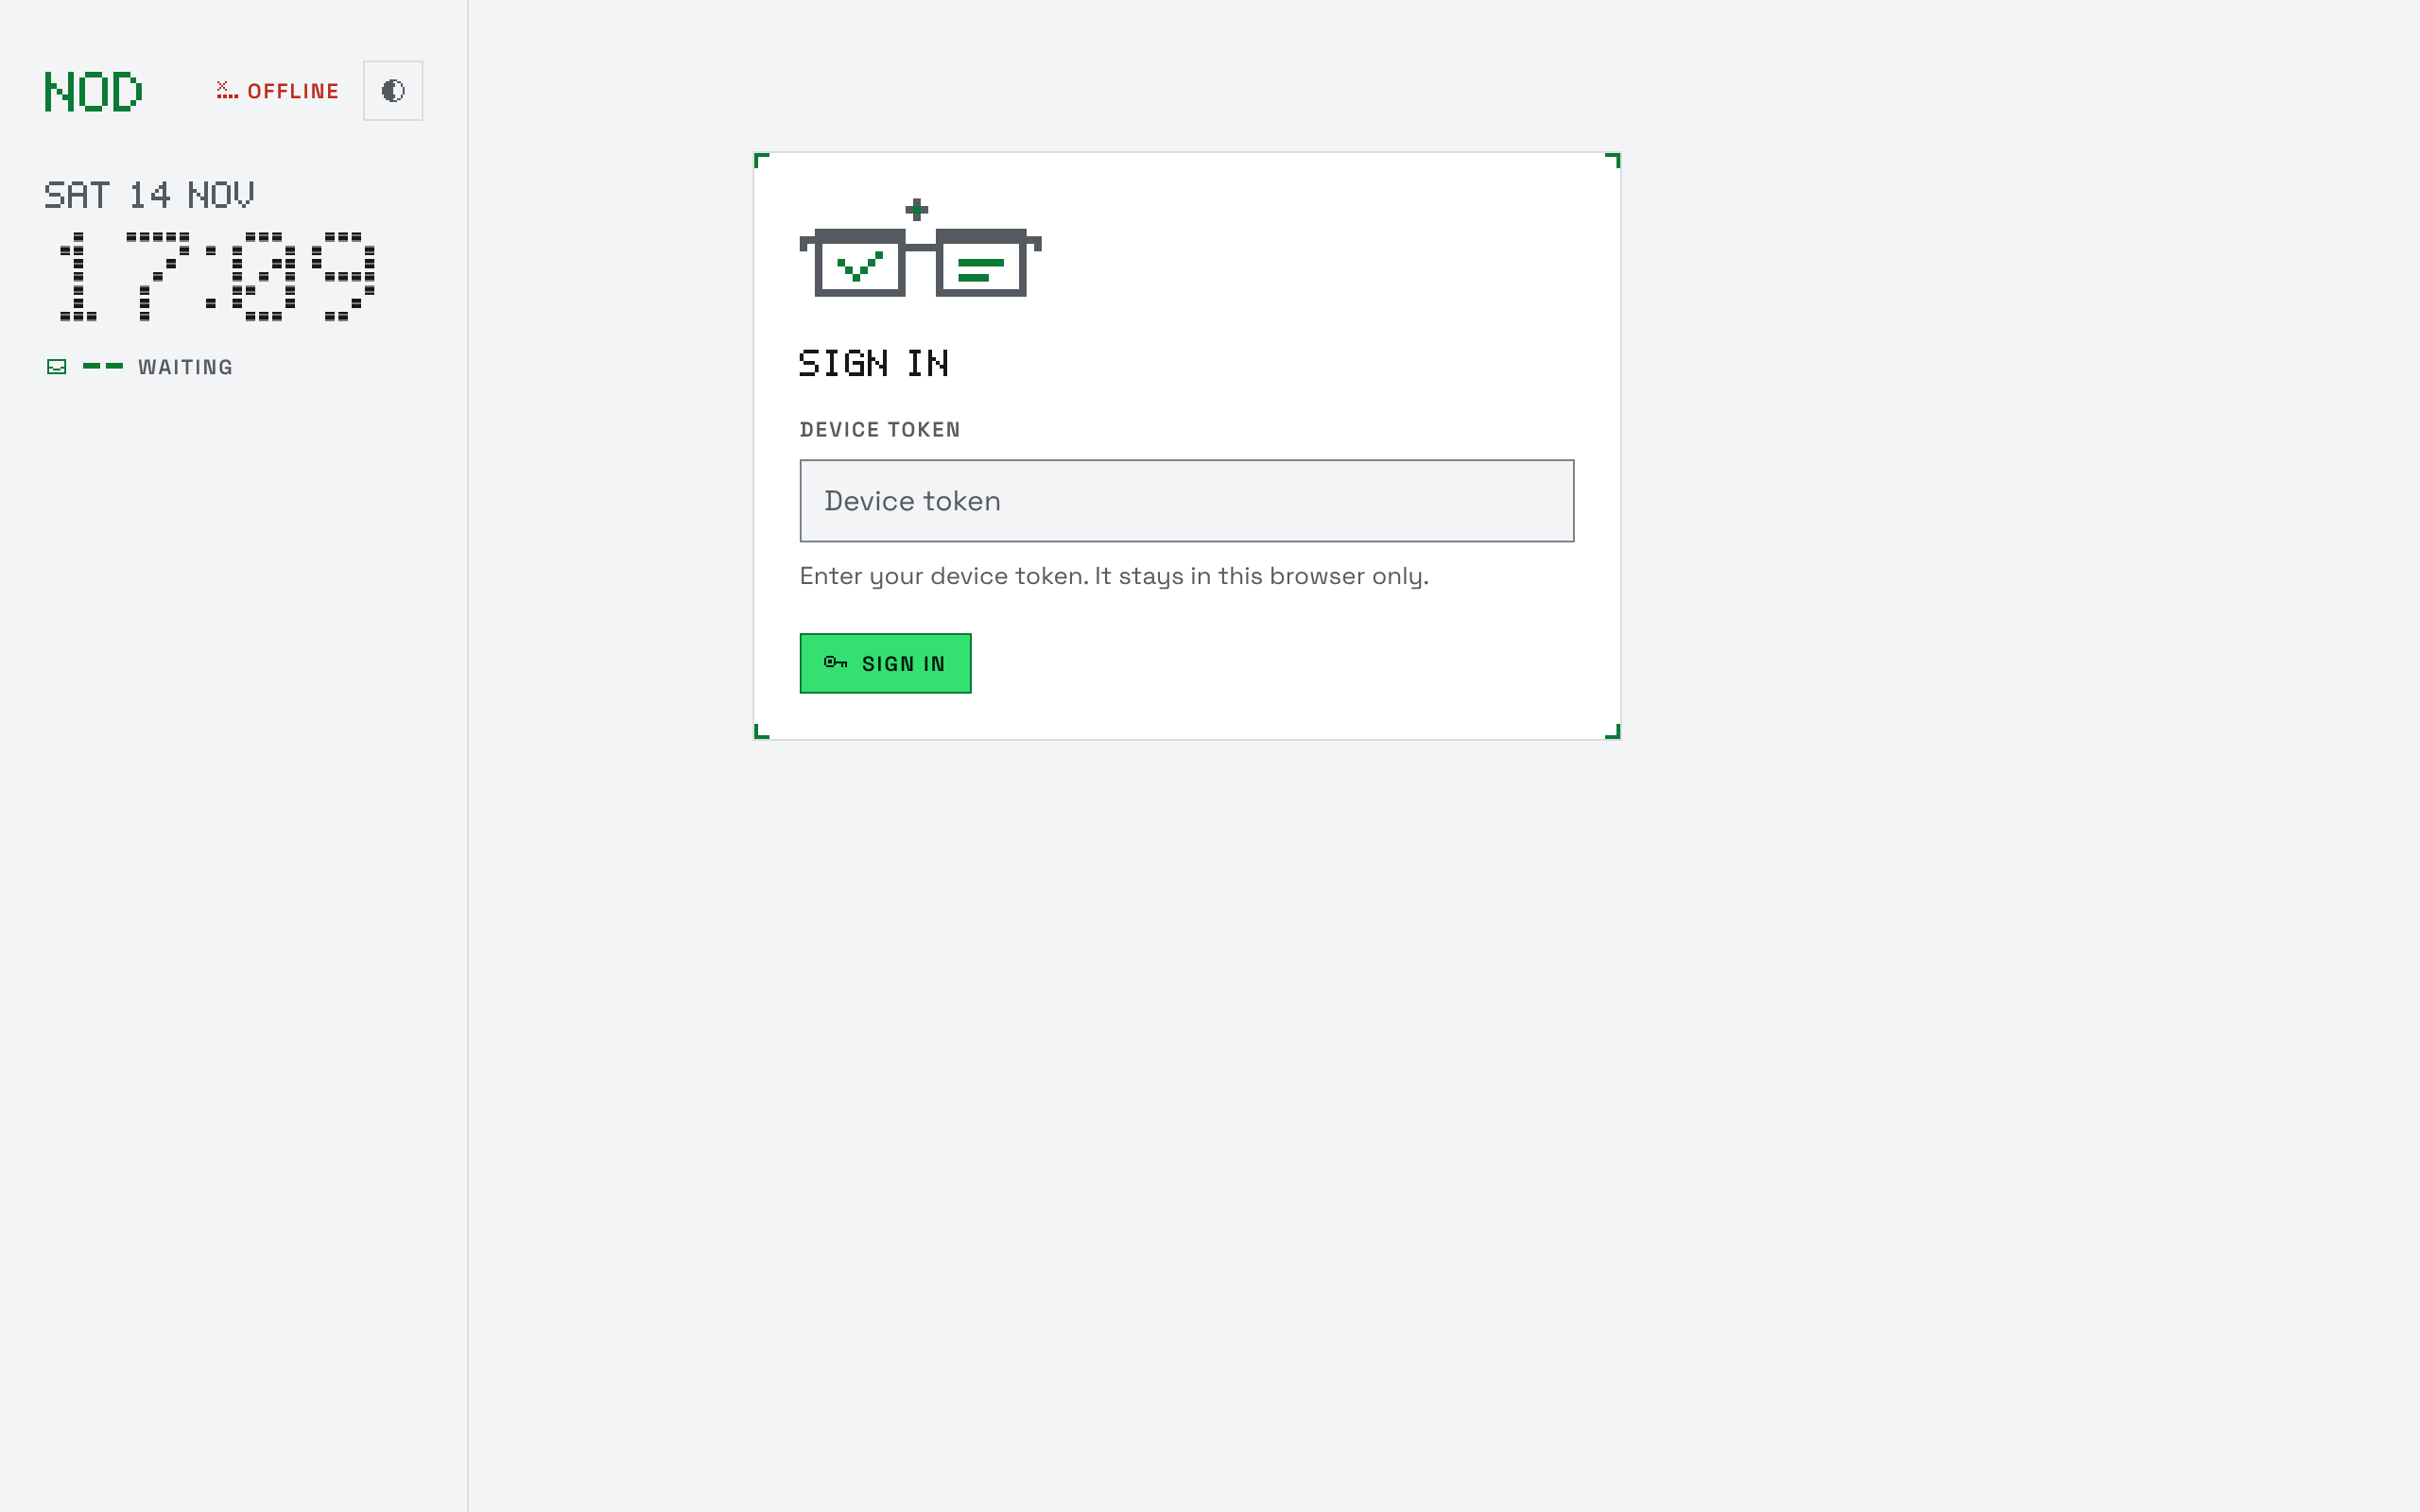 NOD
OFFLINE
SAT 14 NOV
17:09
-- WAITING
SIGN IN
DEVICE TOKEN
Device token
Enter your device token. It stays in this browser only.
SIGN IN